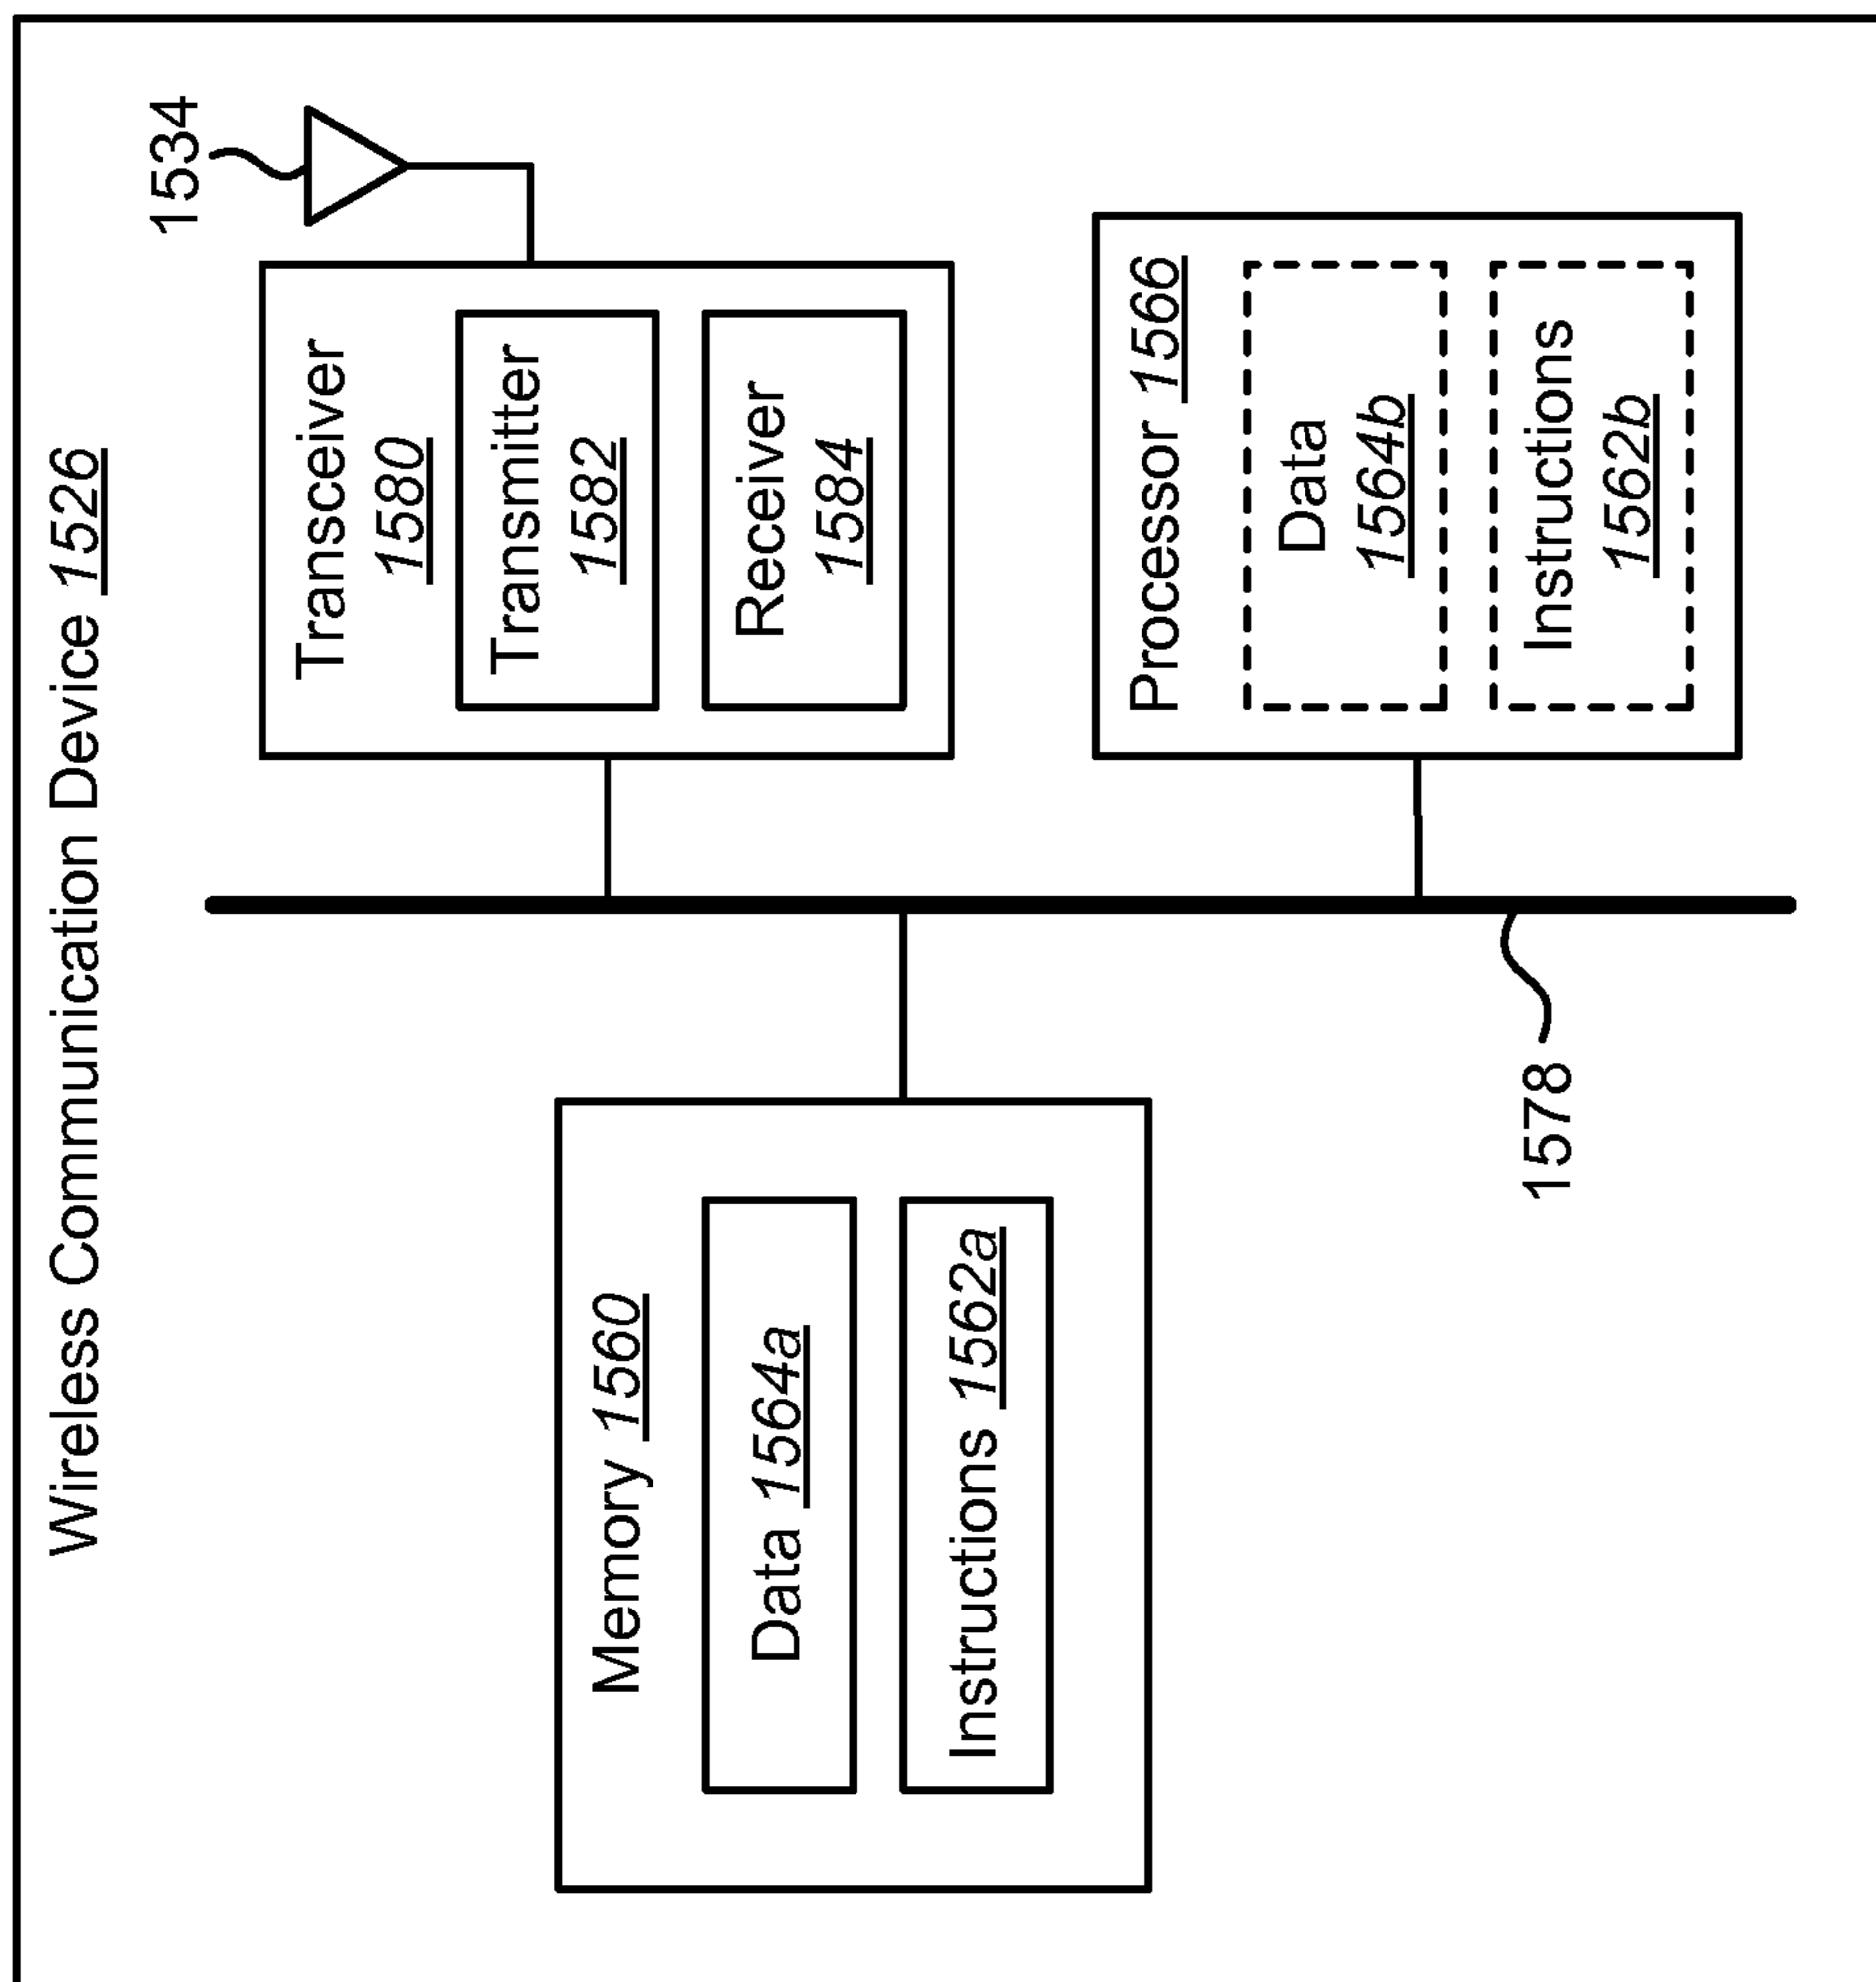 Wireless Communication Device 1526
1534
Transceiver
1580
Transmitter
1582
Receiver
1584
Memory 1560
Data 1564a
Instructions 1562a
Processor 1566
Data
1564b
Instructions
1562b
1578